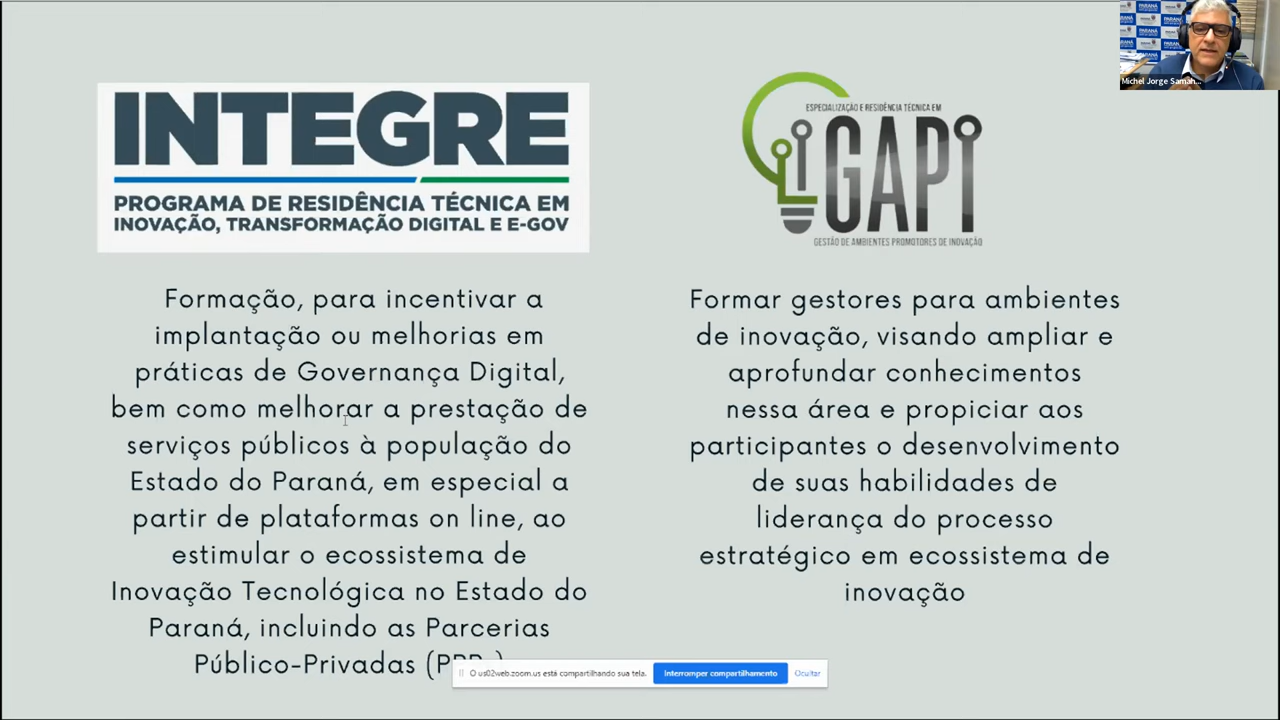 INTEGRE
PROGRAMA DE RESIDÊNCIA TÉCNICA EM
INOVAÇÃO, TRANSFORMAÇÃO DIGITAL E E-GOV
Formação, para incentivar a
implantação ou melhorias em
práticas de Governança Digital,
bem como melhorar a prestação de
serviços públicos à população do
Estado do Paraná, em especial a
partir de plataformas on line, ao
estimular o ecossistema de
Inovação Tecnológica no Estado do
Paraná, incluindo as Parcerias
Público-Privadas
ESPECIALIZAÇÃO E RESIDÊNCIA TÉCNICA EM
GAPI
GESTÃO DE AMBIENTES PROMOTORES DE INOVAÇÃO
Formar gestores para ambientes
de inovação, visando ampliar e
aprofundar conhecimentos
nessa área e propiciar aos
participantes o desenvolvimento
de suas habilidades de
liderança do processo
estratégico em ecossistema de
inovação
PARANÁ
Michel Jorge Samah...
O us02web.zoom.us está compartilhando sua tela.
Interromper compartilhamento
Ocultar